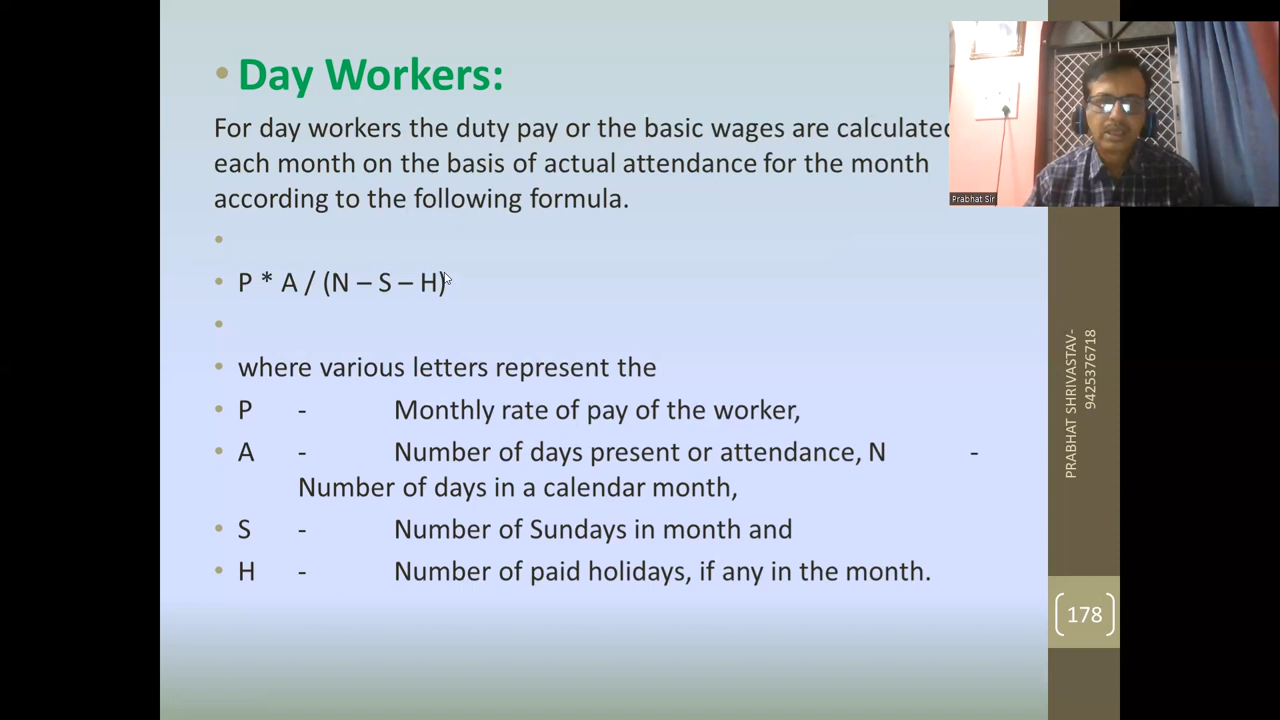 • Day Workers:
For day workers the duty pay or the basic wages are calculated
each month on the basis of actual attendance for the month
according to the following formula.
•
• P * A / (N – S – H)
•
• where various letters represent the
• P - Monthly rate of pay of the worker,
• A - Number of days present or attendance, N -
Number of days in a calendar month,
• S - Number of Sundays in month and
• H - Number of paid holidays, if any in the month.
Prabhat Sir
PRABHAT SHRIVASTAV-
9425376718
178